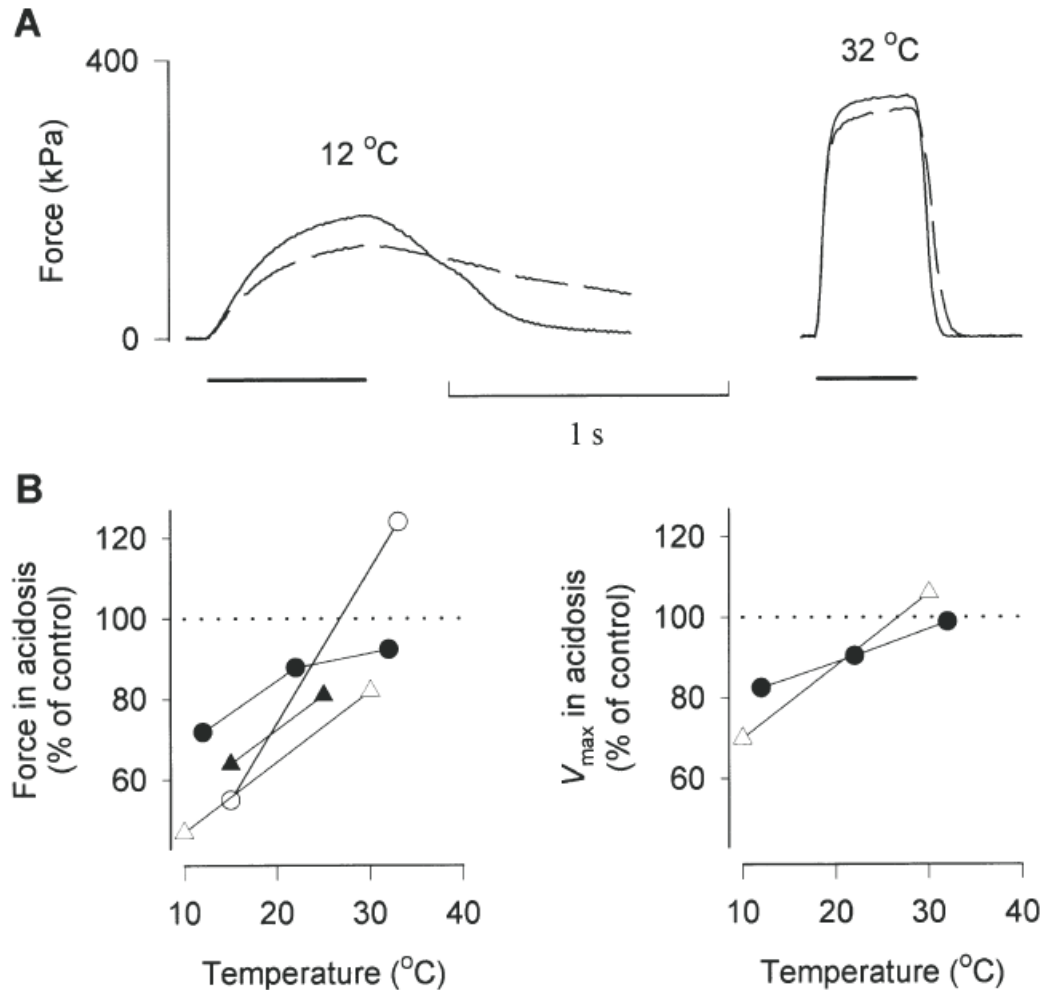 A
400
Force (kPa)
0
12 °C
32 °C
1 s
B
Force in acidosis
(% of control)
120
100
80
60
10 20 30 40
Temperature (°C)
Vmax in acidosis
(% of control)
120
100
80
60
10 20 30 40
Temperature (°C)